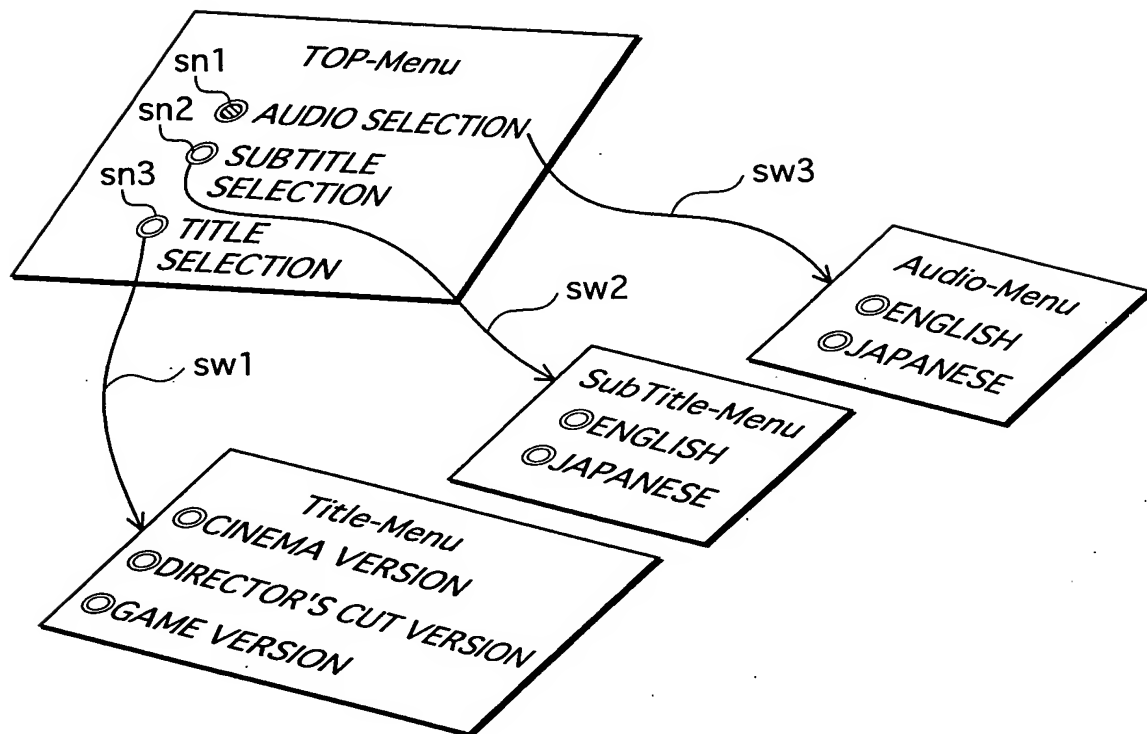 TOP-Menu
sn1
AUDIO SELECTION
sn2
SUBTITLE
SELECTION
sn3
TITLE
SELECTION
sw3
sw2
sw1
Audio-Menu
ENGLISH
JAPANESE
SubTitle-Menu
ENGLISH
JAPANESE
Title-Menu
CINEMA VERSION
DIRECTOR'S CUT VERSION
GAME VERSION